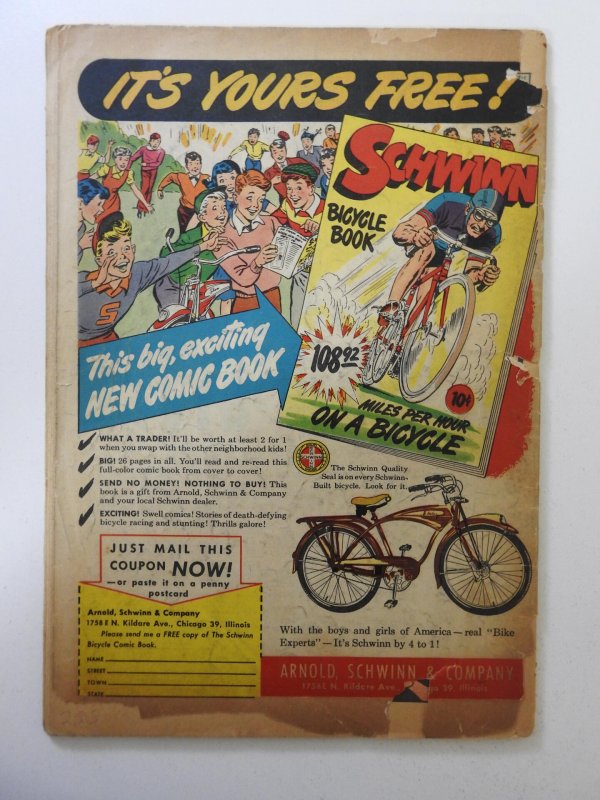 IT'S YOURS FREE!
SCHWINN
BICYCLE
BOOK
108 92
10¢
MILES PER HOUR
ON A BICYCLE
S
This big, exciting
NEW COMIC BOOK
WHAT A TRADER! It'll be worth at least 2 for 1
when you swap with the other neighborhood kids!
BIG! 26 pages in all. You'll read and re-read this
full-color comic book from cover to cover!
SEND NO MONEY! NOTHING TO BUY! This
book is a gift from Arnold, Schwinn & Company
and your local Schwinn dealer.
EXCITING! Swell comics! Stories of death-defying
bicycle racing and stunting! Thrills galore!
The Schwinn Quality
Seal is on every Schwinn-
Built bicycle. Look for it.
JUST MAIL THIS
COUPON NOW!
—or paste it on a penny
postcard
Arnold, Schwinn & Company
1758 E N. Kildare Ave., Chicago 39, Illinois
Please send me a FREE copy of The Schwinn
Bicycle Comic Book.
NAME
STREET
TOWN
STATE
With the boys and girls of America—real "Bike
Experts"—It's Schwinn by 4 to 1!
ARNOLD, SCHWINN & COMPANY
1758E N. Kildare Ave. go 39, Illinois